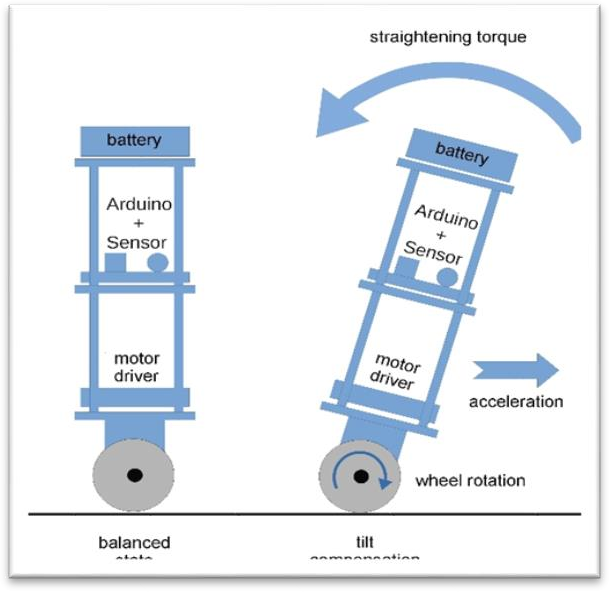 straightening torque
battery
Arduino
+
Sensor
motor
driver
balanced
battery
Arduino
+
Sensor
motor
driver
acceleration
wheel rotation
tilt